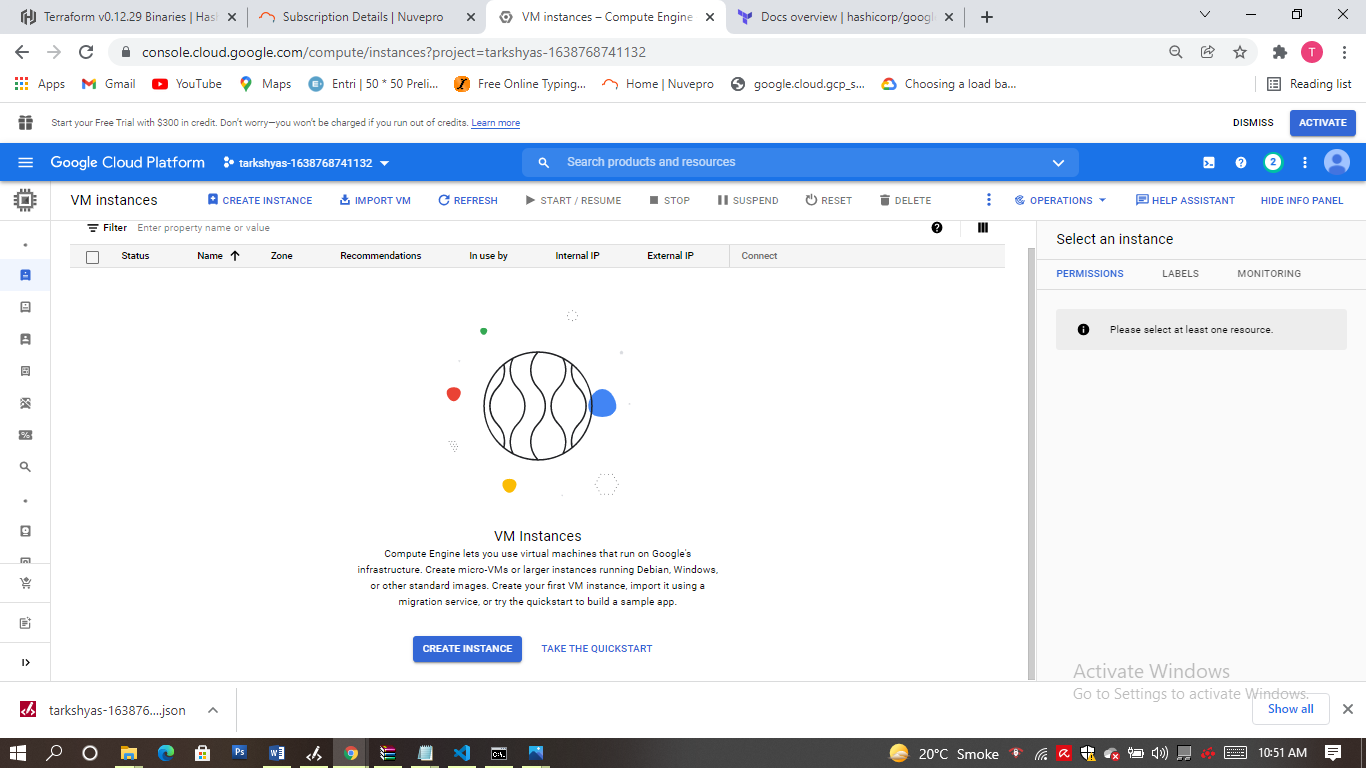 Terraform v0.12.29 Binaries | Has
Subscription Details | Nuvepro
VM instances – Compute Engine
Docs overview | hashicorp/googl
console.cloud.google.com/compute/instances?project=tarkshyas-1638768741132
T
Apps
Gmail
YouTube
Maps
Entri | 50 * 50 Preli...
Free Online Typing...
Home | Nuvepro
google.cloud.gcp_s...
Choosing a load ba...
Reading list
Start your Free Trial with $300 in credit. Don't worry—you won't be charged if you run out of credits. Learn more
DISMISS
ACTIVATE
Google Cloud Platform
tarkshyas-1638768741132
Search products and resources
2
VM instances
CREATE INSTANCE
IMPORT VM
REFRESH
START / RESUME
STOP
SUSPEND
RESET
DELETE
OPERATIONS
HELP ASSISTANT
HIDE INFO PANEL
Filter Enter property name or value
Status
Name
Zone
Recommendations
In use by
Internal IP
External IP
Connect
Select an instance
PERMISSIONS
LABELS
MONITORING
Please select at least one resource.
VM Instances
Compute Engine lets you use virtual machines that run on Google's
infrastructure. Create micro-VMs or larger instances running Debian, Windows,
or other standard images. Create your first VM instance, import it using a
migration service, or try the quickstart to build a sample app.
CREATE INSTANCE
TAKE THE QUICKSTART
Activate Windows
Go to Settings to activate Windows.
tarkshyas-163876....json
Show all
Ps
20°C Smoke
10:51 AM